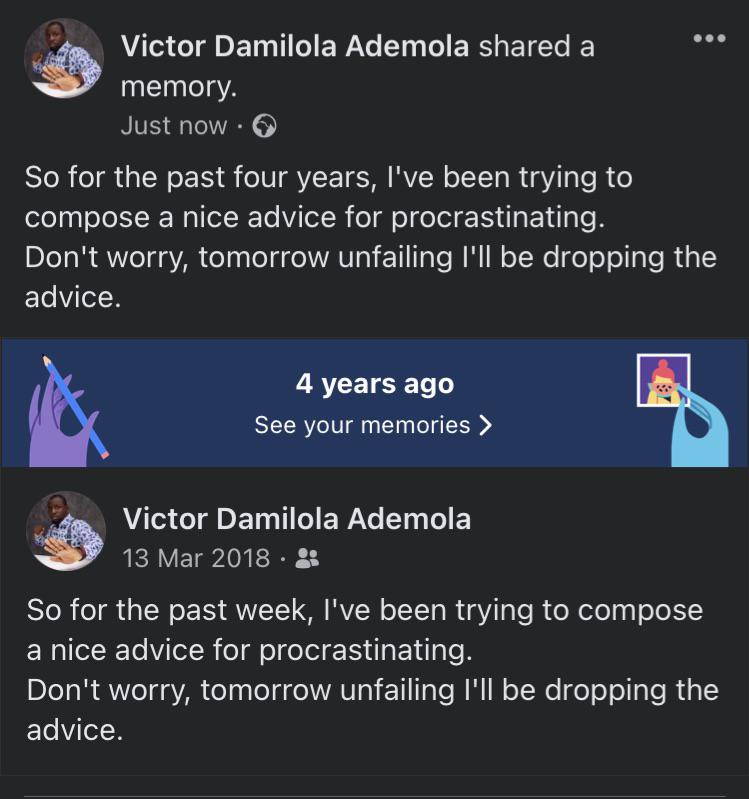 Victor Damilola Ademola shared a
memory.
Just now ·
So for the past four years, I've been trying to
compose a nice advice for procrastinating.
Don't worry, tomorrow unfailing I'll be dropping the
advice.
4 years ago
See your memories
Victor Damilola Ademola
13 Mar 2018 ·
So for the past week, I've been trying to compose
a nice advice for procrastinating.
Don't worry, tomorrow unfailing I'll be dropping the
advice.